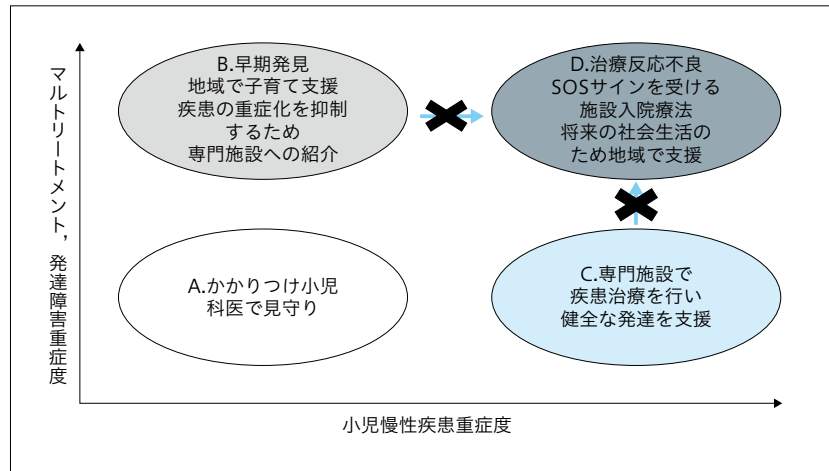 マルトリートメント，発達障害重症度
B.早期発見
地域で子育て支援
疾患の重症化を抑制
するため
専門施設への紹介
D.治療反応不良
SOSサインを受ける
施設入院療法
将来の社会生活の
ため地域で支援
A.かかりつけ小児
科医で見守り
C.専門施設で
疾患治療を行い
健全な発達を支援
小児慢性疾患重症度